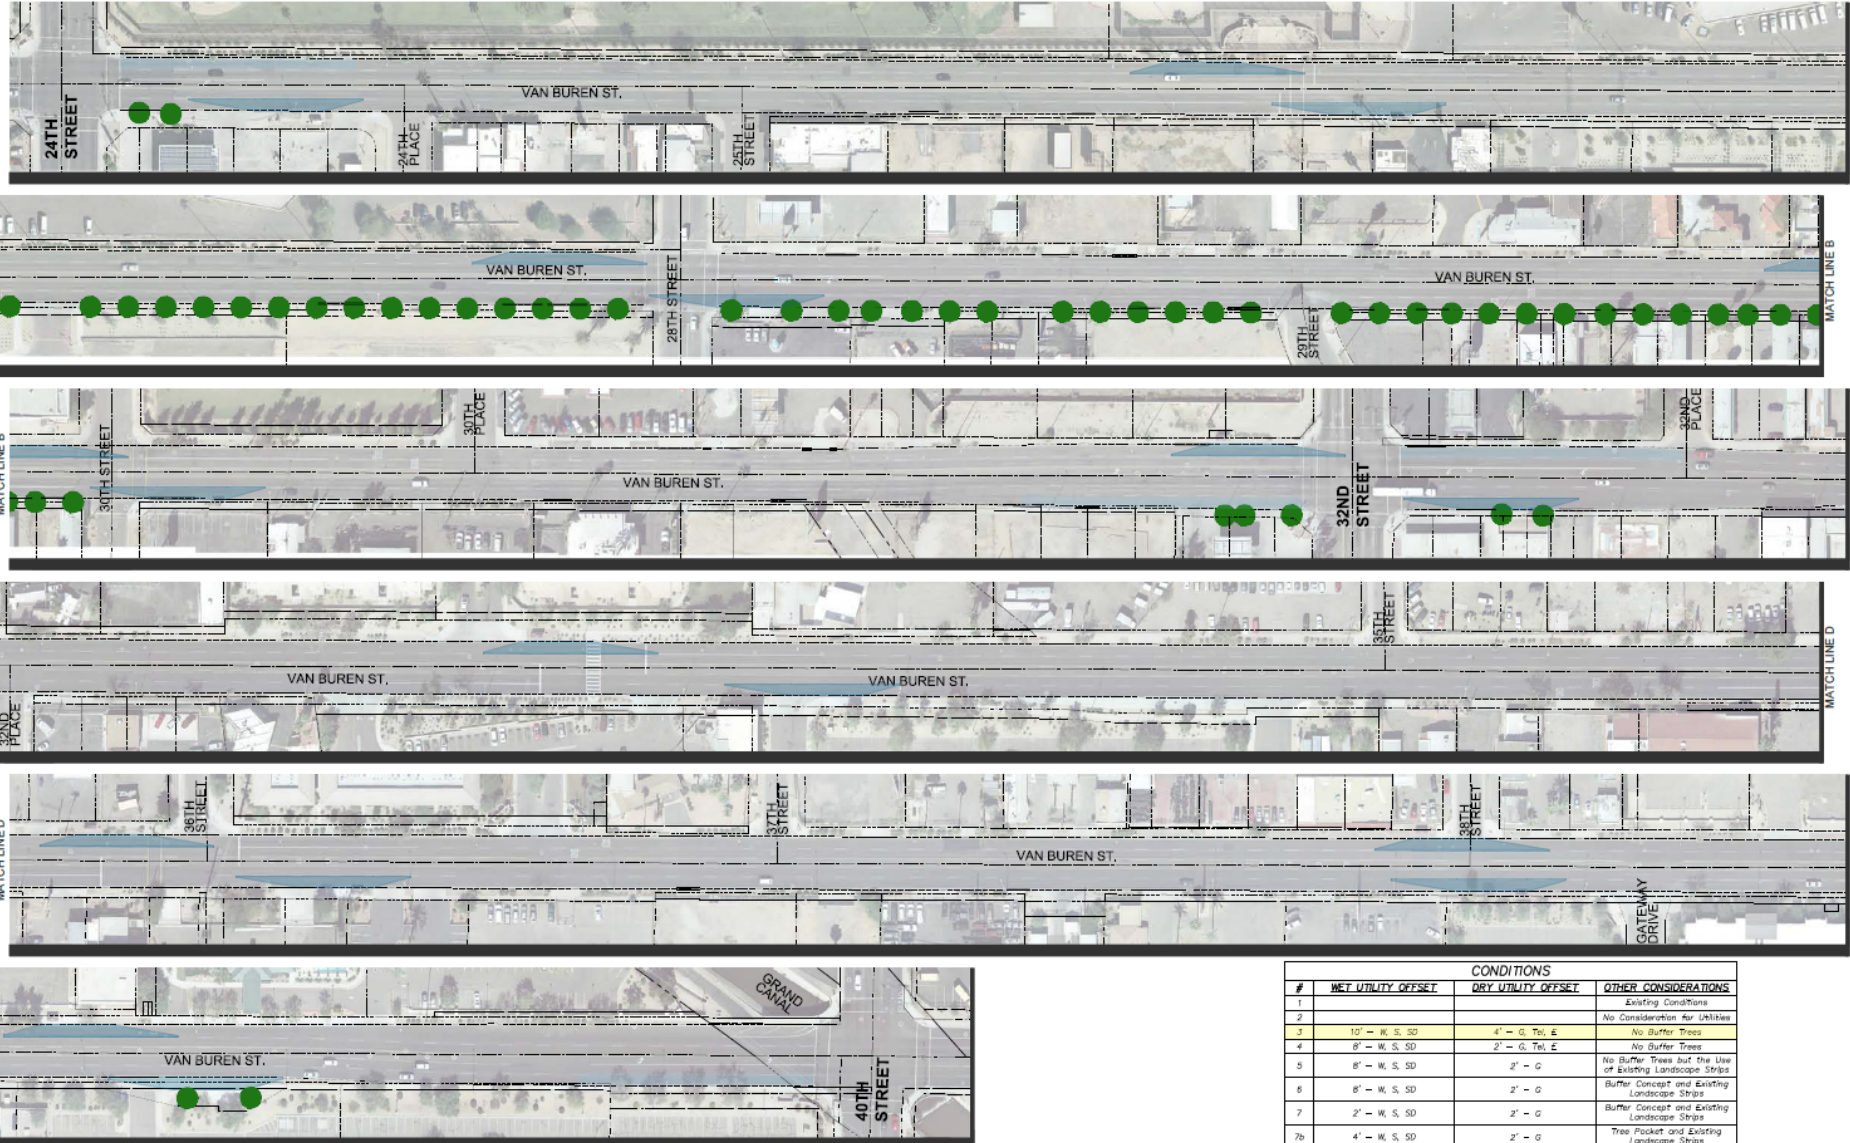 VAN BUREN ST.
24TH
STREET
24TH
PLACE
25TH
STREET
VAN BUREN ST.
VAN BUREN ST.
28TH STREET
29TH
STREET
MATCH LINE B
MATCH LINE B
30TH STREET
30TH
PLACE
VAN BUREN ST.
32ND
STREET
32ND
PLACE
32ND
PLACE
VAN BUREN ST.
VAN BUREN ST.
35TH
STREET
MATCH LINE D
MATCH LINE D
36TH
STREET
37TH
STREET
VAN BUREN ST.
38TH
STREET
GATEWAY
DRIVE
VAN BUREN ST.
GRAND
CANAL
40TH
STREET
CONDITIONS
# WET UTILITY OFFSET DRY UTILITY OFFSET OTHER CONSIDERATIONS
1 Existing Conditions
2 No Consideration for Utilities
3 10' - W, S, SD 4' - G, Tel, E No Buffer Trees
4 8' - W, S, SD 2' - G, Tel, E No Buffer Trees
5 8' - W, S, SD 2' - G No Buffer Trees but the Use
of Existing Landscape Strips
6 8' - W, S, SD 2' - G Buffer Concept and Existing
Landscape Strips
7 2' - W, S, SD 2' - G Buffer Concept and Existing
Landscape Strips
7b 4' - W, S, SD 2' - G Tree Pocket and Existing
Landscape Strips